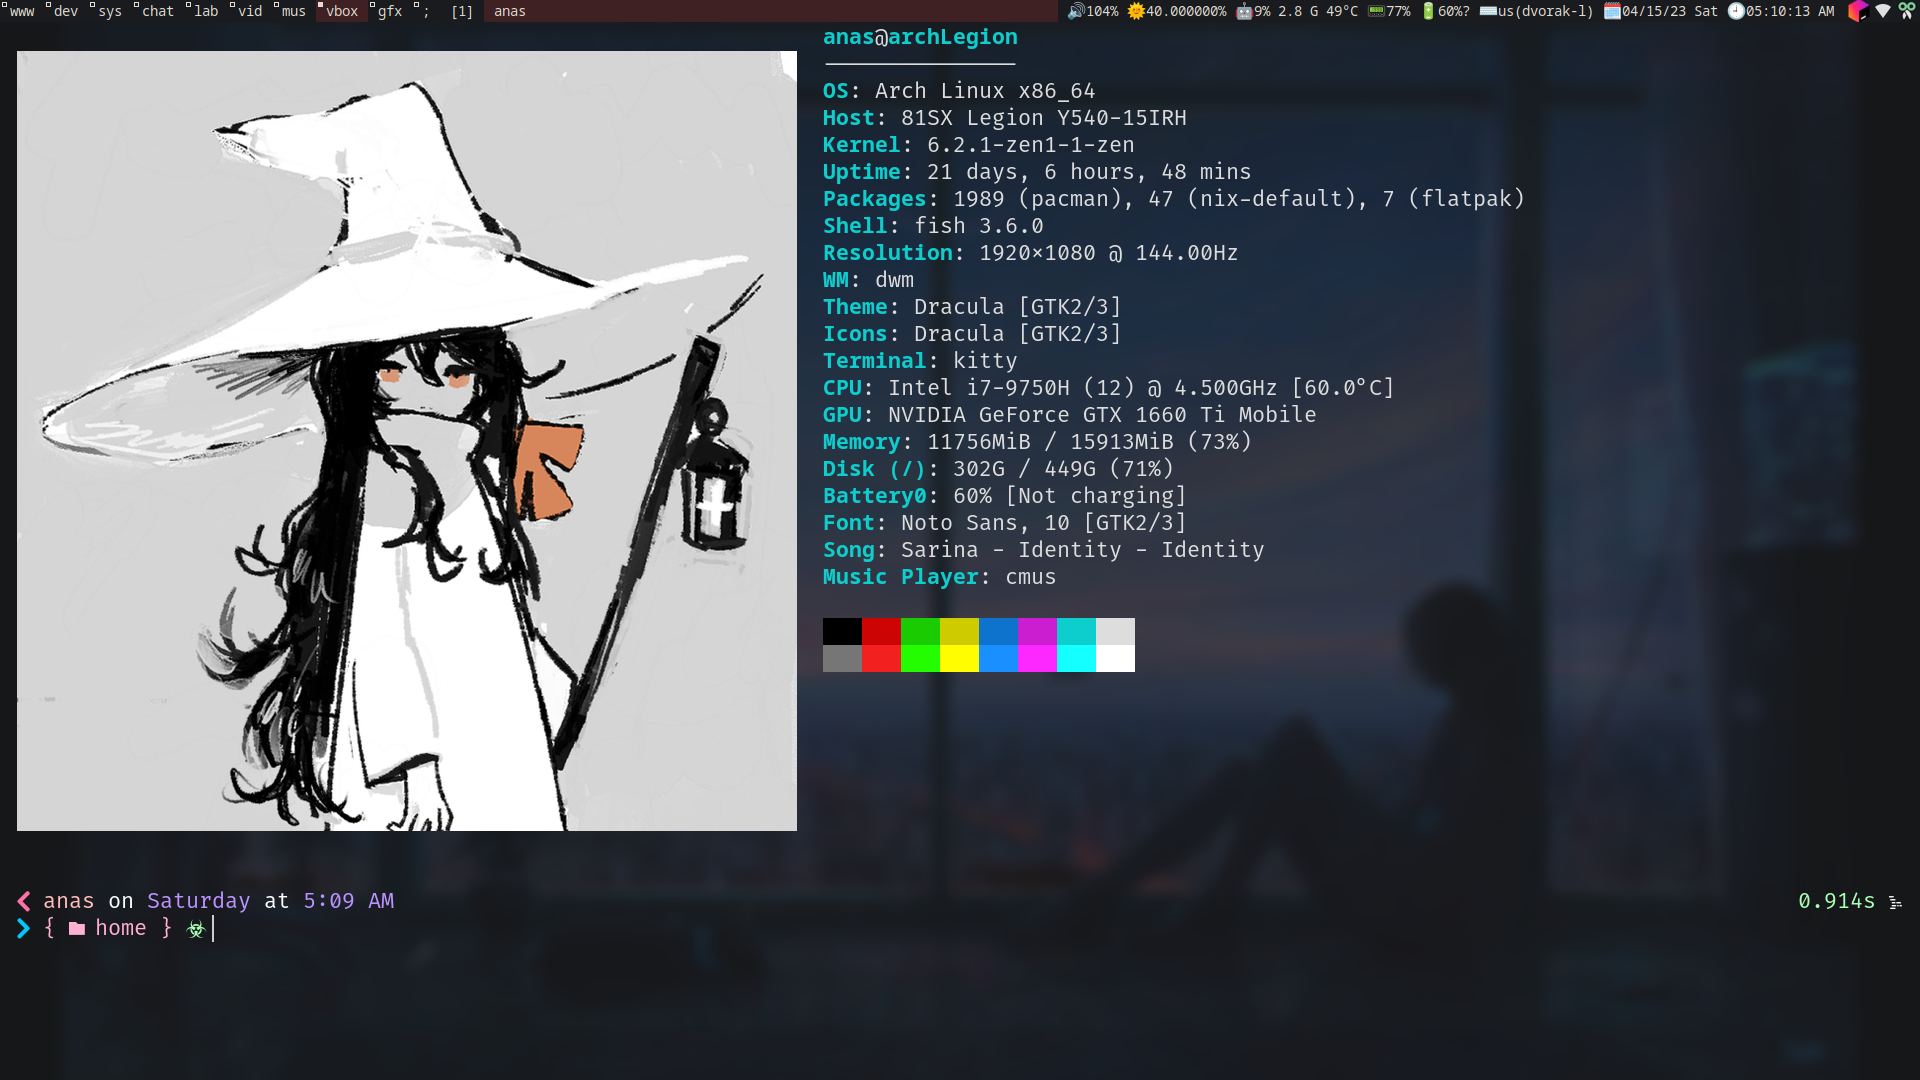 www dev sys chat lab vid mus vbox gfx ; [1] anas 🔊104% 🌞40.000000% 🤖9% 2.8 G 49°C 📟77% 🔋60%? ⌨️us(dvorak-l) 🗓️04/15/23 Sat 🕘05:10:13 AM
anas@archLegion
OS: Arch Linux x86_64
Host: 81SX Legion Y540-15IRH
Kernel: 6.2.1-zen1-1-zen
Uptime: 21 days, 6 hours, 48 mins
Packages: 1989 (pacman), 47 (nix-default), 7 (flatpak)
Shell: fish 3.6.0
Resolution: 1920×1080 @ 144.00Hz
WM: dwm
Theme: Dracula [GTK2/3]
Icons: Dracula [GTK2/3]
Terminal: kitty
CPU: Intel i7-9750H (12) @ 4.500GHz [60.0°C]
GPU: NVIDIA GeForce GTX 1660 Ti Mobile
Memory: 11756MiB / 15913MiB (73%)
Disk (/): 302G / 449G (71%)
Battery0: 60% [Not charging]
Font: Noto Sans, 10 [GTK2/3]
Song: Sarina - Identity - Identity
Music Player: cmus
anas on Saturday at 5:09 AM 0.914s
{ home } ☣